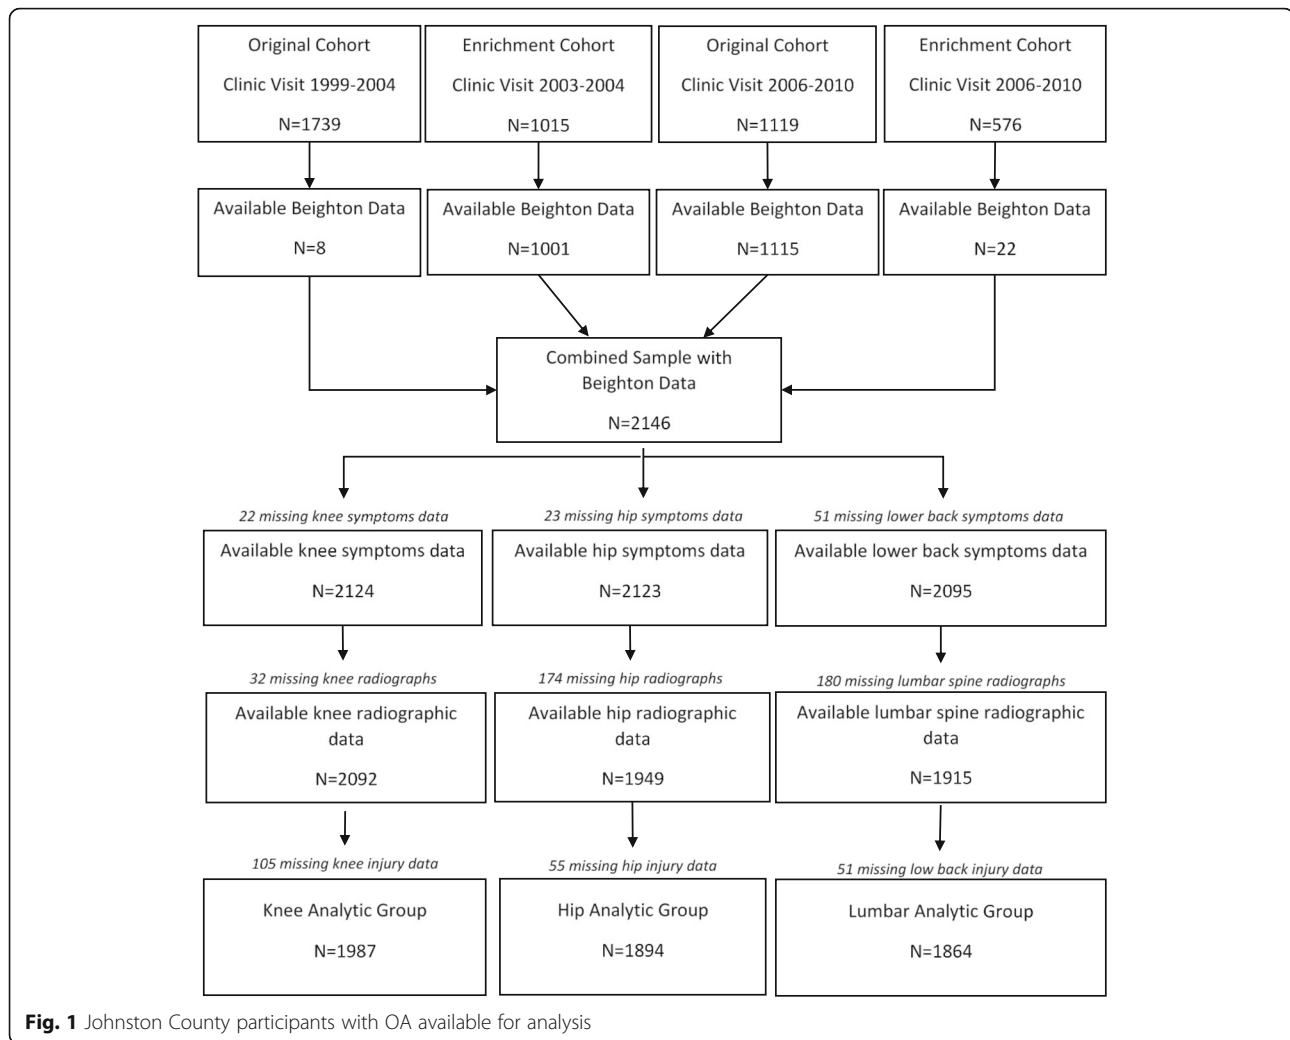 Original Cohort
Clinic Visit 1999-2004
N=1739
Enrichment Cohort
Clinic Visit 2003-2004
N=1015
Original Cohort
Clinic Visit 2006-2010
N=1119
Enrichment Cohort
Clinic Visit 2006-2010
N=576
Available Beighton Data
N=8
Available Beighton Data
N=1001
Available Beighton Data
N=1115
Available Beighton Data
N=22
Combined Sample with
Beighton Data
N=2146
22 missing knee symptoms data
23 missing hip symptoms data
51 missing lower back symptoms data
Available knee symptoms data
N=2124
Available hip symptoms data
N=2123
Available lower back symptoms data
N=2095
32 missing knee radiographs
174 missing hip radiographs
180 missing lumbar spine radiographs
Available knee radiographic
data
N=2092
Available hip radiographic
data
N=1949
Available lumbar spine radiographic
data
N=1915
105 missing knee injury data
55 missing hip injury data
51 missing low back injury data
Knee Analytic Group
N=1987
Hip Analytic Group
N=1894
Lumbar Analytic Group
N=1864
Fig. 1 Johnston County participants with OA available for analysis